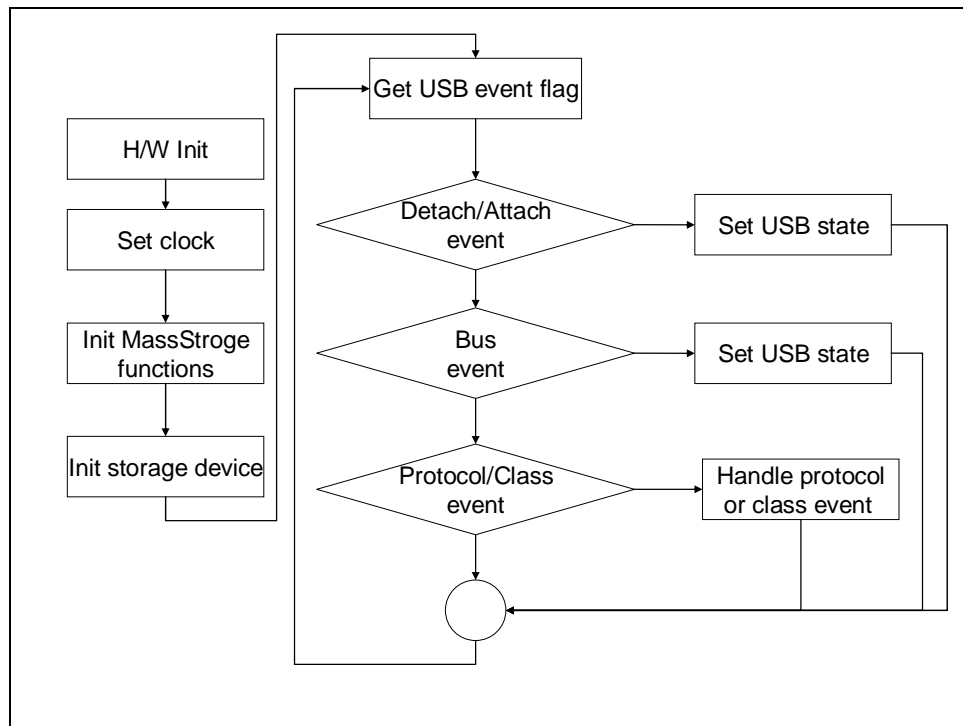 Get USB event flag
H/W Init
Set clock
Init MassStroge
functions
Init storage device
Detach/Attach
event
Set USB state
Bus
event
Set USB state
Protocol/Class
event
Handle protocol
or class event